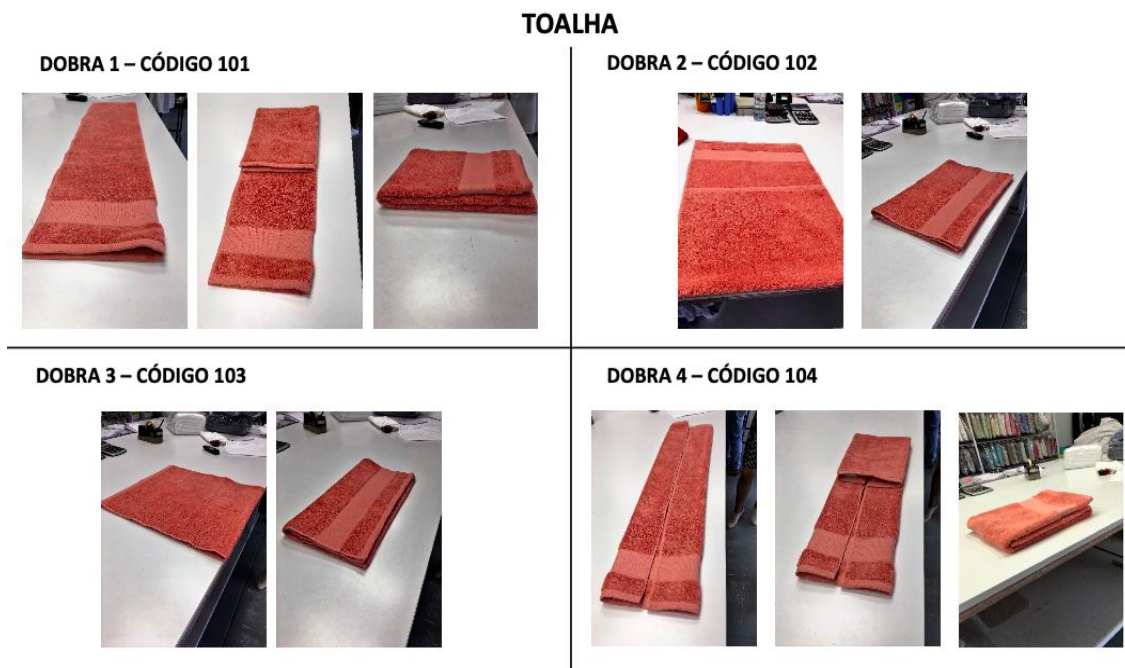 TOALHA
DOBRA 1 – CÓDIGO 101
DOBRA 2 – CÓDIGO 102
DOBRA 3 – CÓDIGO 103
DOBRA 4 – CÓDIGO 104